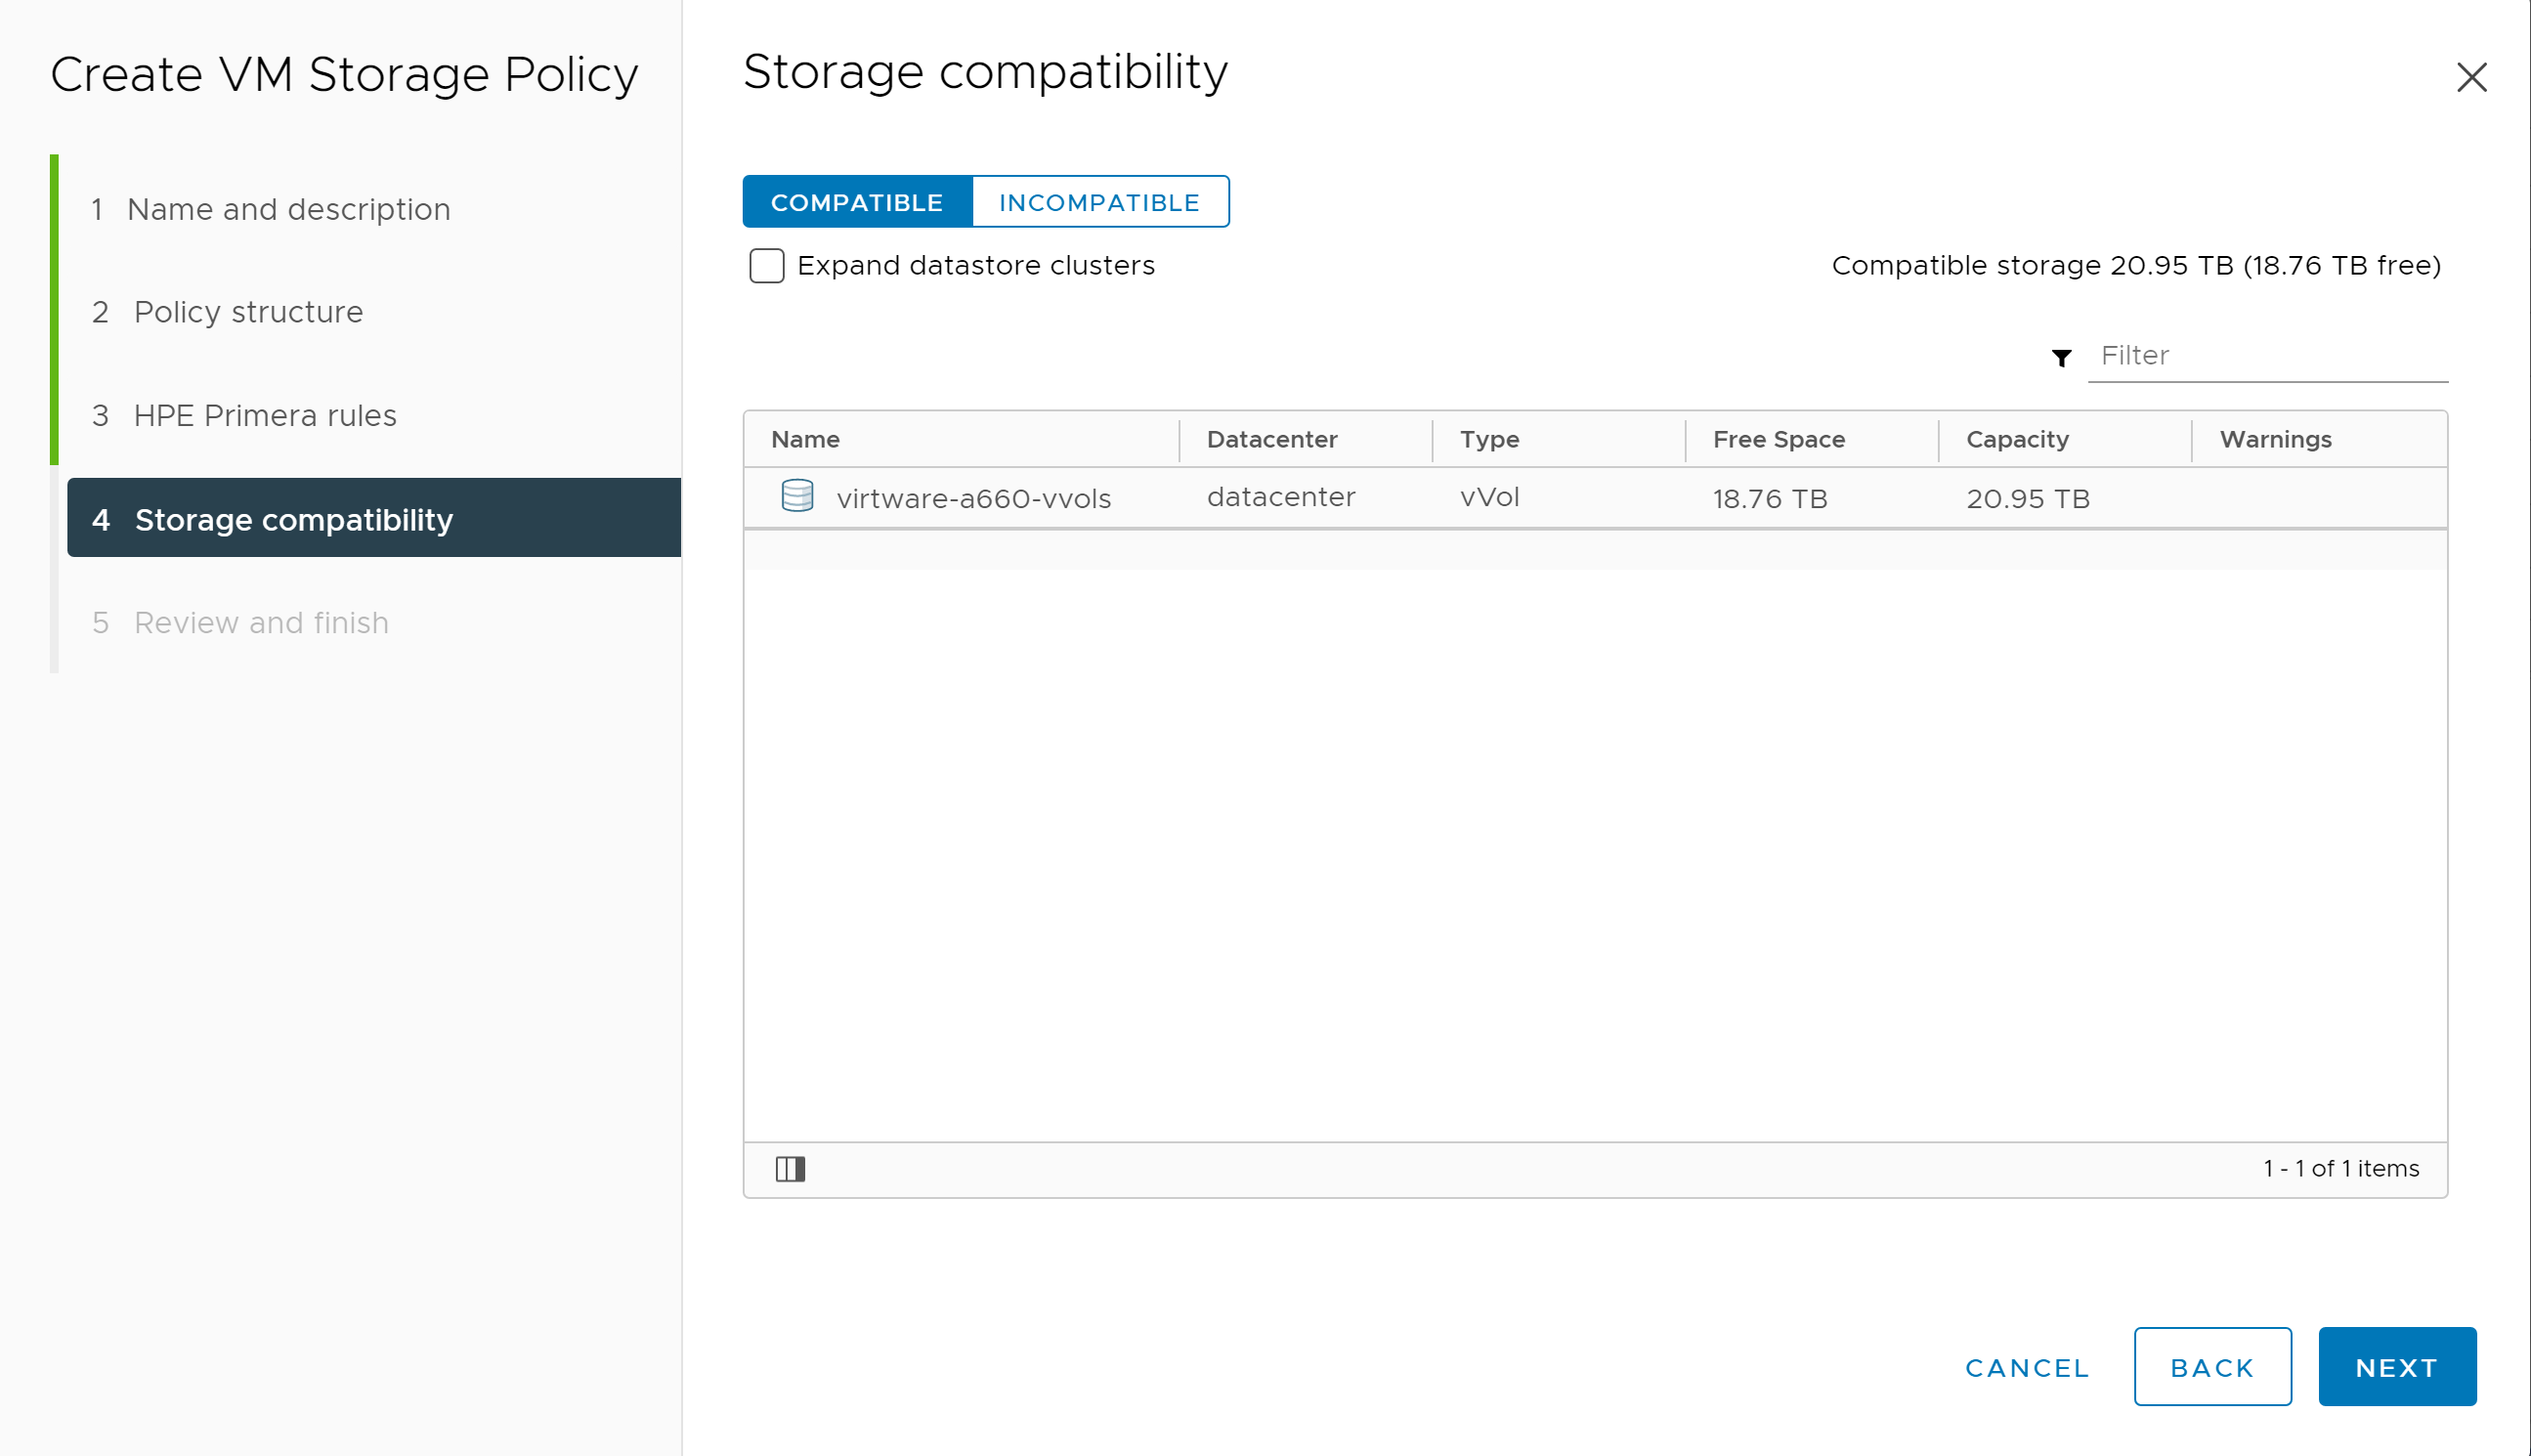 Create VM Storage Policy
1 Name and description
2 Policy structure
3 HPE Primera rules
4 Storage compatibility
5 Review and finish
Storage compatibility
COMPATIBLE INCOMPATIBLE
Expand datastore clusters Compatible storage 20.95 TB (18.76 TB free)
Filter
Name Datacenter Type Free Space Capacity Warnings
virtware-a660-vvols datacenter vVol 18.76 TB 20.95 TB
1 - 1 of 1 items
CANCEL BACK NEXT